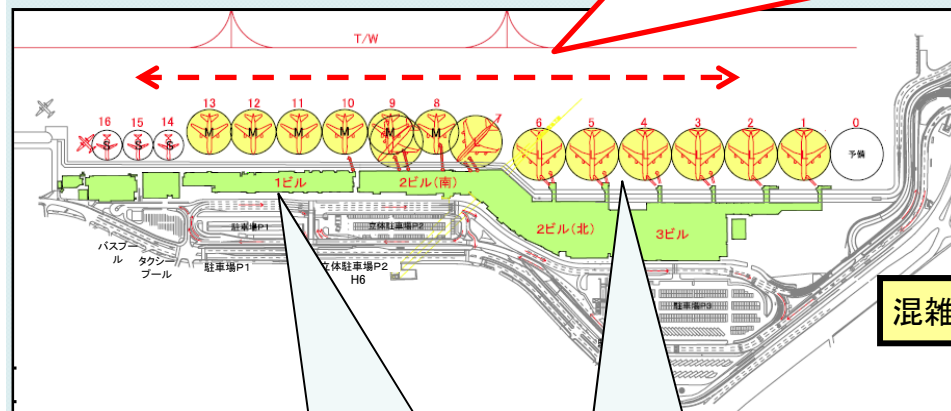 T/W
16 15 14 13 12 11 10 9 8 7 6 5 4 3 2 1 0
S S S M M M M M M L L L L 予備
1ビル
2ビル(南)
2ビル(北)
3ビル
駐車場P1
立体駐車場P2
バスプー
ル
タクシー
プール
駐車場P1
立体駐車場P2
H6
駐車場P3
混雑